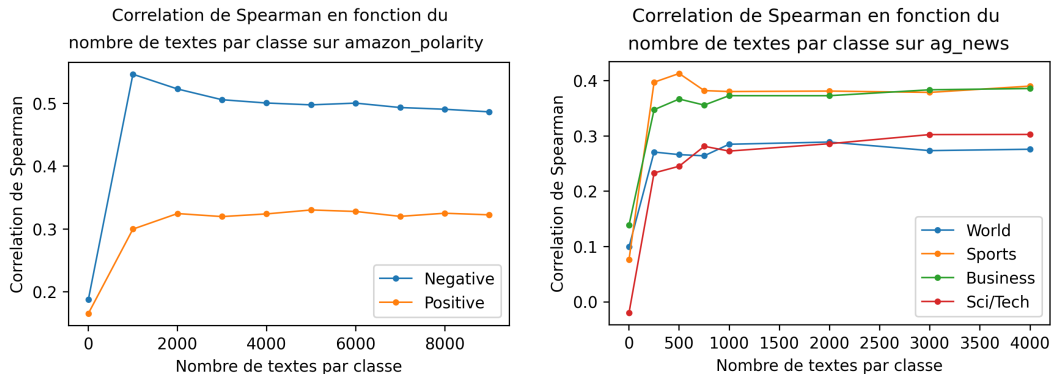 Correlation de Spearman en fonction du
nombre de textes par classe sur amazon_polarity
Correlation de Spearman
0.5
0.4
0.3
0.2
Negative
Positive
0 2000 4000 6000 8000
Nombre de textes par classe
Correlation de Spearman en fonction du
nombre de textes par classe sur ag_news
Correlation de Spearman
0.4
0.3
0.2
0.1
0.0
World
Sports
Business
Sci/Tech
0 500 1000 1500 2000 2500 3000 3500 4000
Nombre de textes par classe